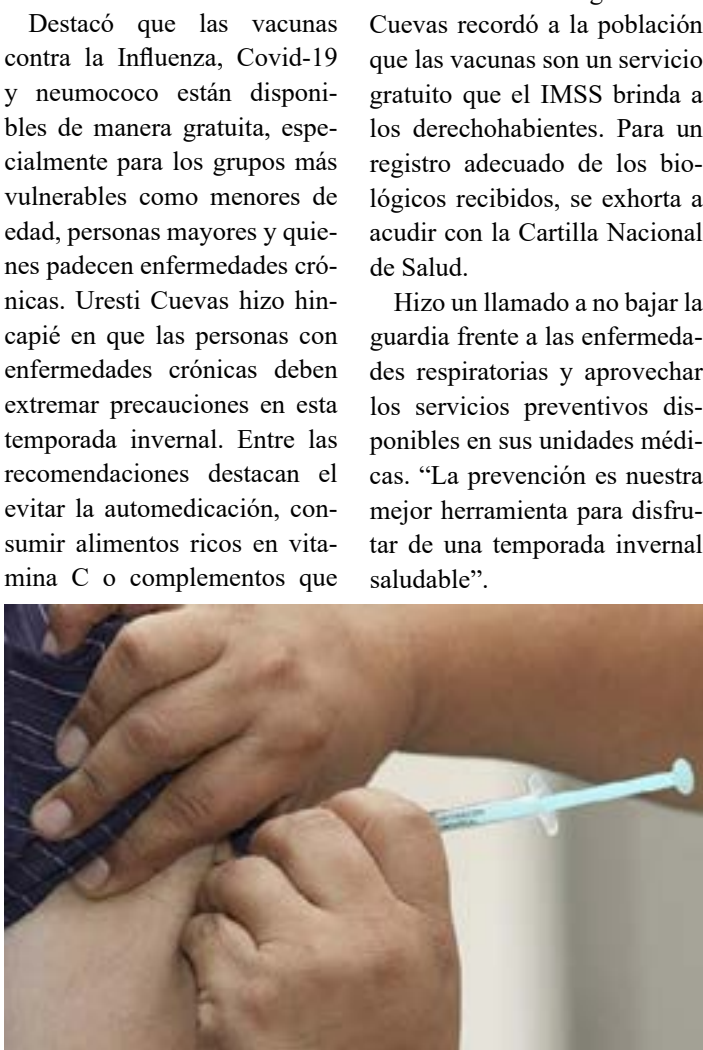 Destacó que las vacunas
contra la Influenza, Covid-19
y neumococo están disponi-
bles de manera gratuita, espe-
cialmente para los grupos más
vulnerables como menores de
edad, personas mayores y quie-
nes padecen enfermedades cró-
nicas. Uresti Cuevas hizo hin-
capié en que las personas con
enfermedades crónicas deben
extremar precauciones en esta
temporada invernal. Entre las
recomendaciones destacan el
evitar la automedicación, con-
sumir alimentos ricos en vita-
mina C o complementos que
Cuevas recordó a la población
que las vacunas son un servicio
gratuito que el IMSS brinda a
los derechohabientes. Para un
registro adecuado de los bio-
lógicos recibidos, se exhorta a
acudir con la Cartilla Nacional
de Salud.
Hizo un llamado a no bajar la
guardia frente a las enfermeda-
des respiratorias y aprovechar
los servicios preventivos dis-
ponibles en sus unidades médi-
cas. “La prevención es nuestra
mejor herramienta para disfru-
tar de una temporada invernal
saludable”.